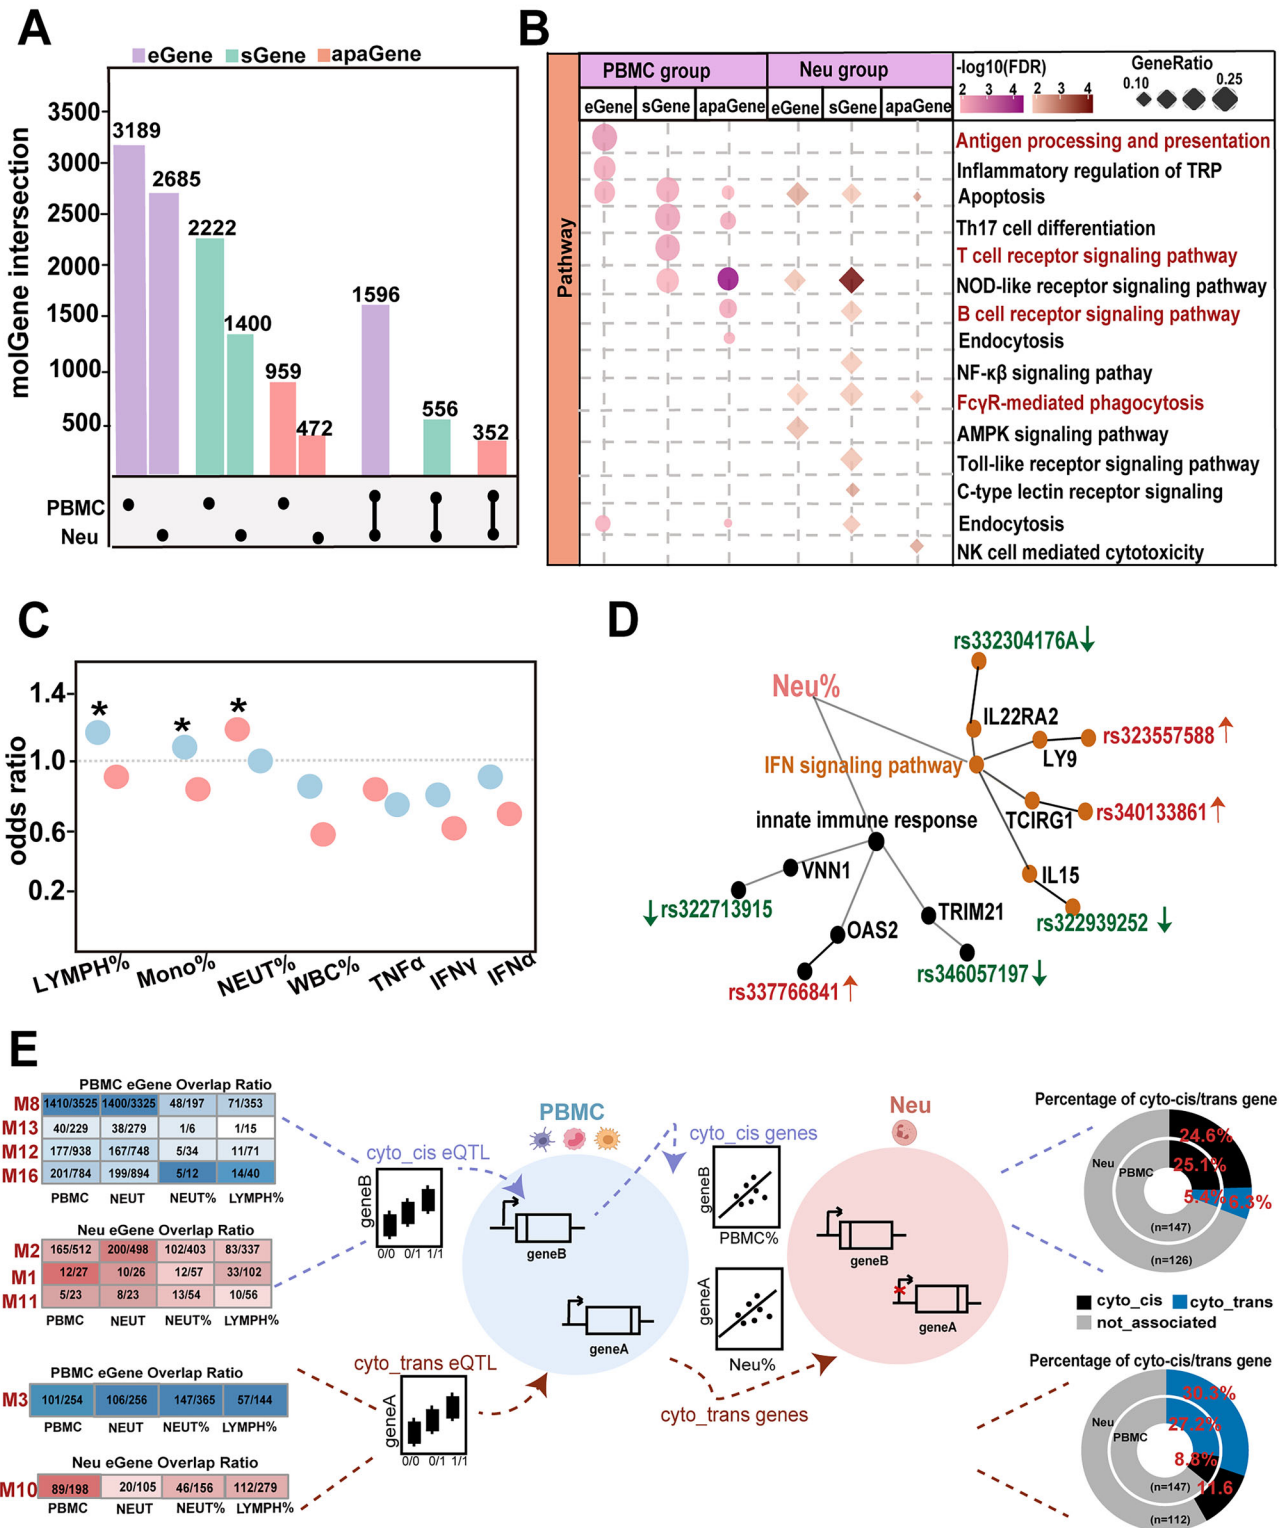 A
eGene sGene apaGene
molGene intersection
3500
3000
2500
2000
1500
1000
500
3189
2685
2222
1400
959
472
1596
556
352
PBMC
Neu
B
Pathway
PBMC group Neu group
eGene sGene apaGene eGene sGene apaGene
-log10(FDR)
2 3 4 2 3 4
GeneRatio
0.10 0.25
Antigen processing and presentation
Inflammatory regulation of TRP
Apoptosis
Th17 cell differentiation
T cell receptor signaling pathway
NOD-like receptor signaling pathway
B cell receptor signaling pathway
Endocytosis
NF-κβ signaling pathay
FcγR-mediated phagocytosis
AMPK signaling pathway
Toll-like receptor signaling pathway
C-type lectin receptor signaling
Endocytosis
NK cell mediated cytotoxicity
C
odds ratio
1.4
1.0
0.6
0.2
* * *
LYMPH% Mono% NEUT% WBC% TNFα IFNγ IFNα
D
rs332304176A↓
Neu%
IL22RA2
rs323557588↑
LY9
IFN signaling pathway
rs340133861↑
TCIRG1
innate immune response
VNN1
IL15
↓rs322713915
TRIM21
rs322939252 ↓
OAS2
rs346057197↓
rs337766841↑
E
PBMC eGene Overlap Ratio
M8 1410/3525 1400/3325 48/197 71/353
M13 40/229 38/279 1/6 1/15
M12 177/938 167/748 5/34 11/71
M16 201/784 199/894 5/12 14/40
PBMC NEUT NEUT% LYMPH%
Neu eGene Overlap Ratio
M2 165/512 200/498 102/403 83/337
M1 12/27 10/26 12/57 33/102
M11 5/23 8/23 13/54 10/56
PBMC NEUT NEUT% LYMPH%
PBMC eGene Overlap Ratio
M3 101/254 106/256 147/365 57/144
PBMC NEUT NEUT% LYMPH%
Neu eGene Overlap Ratio
M10 89/198 20/105 46/156 112/279
PBMC NEUT NEUT% LYMPH%
cyto_cis eQTL
geneB
0/0 0/1 1/1
cyto_trans eQTL
geneA
0/0 0/1 1/1
PBMC
geneB
geneA
cyto_cis genes
geneB
PBMC%
geneA
Neu%
cyto_trans genes
Neu
geneB
geneA
Percentage of cyto-cis/trans gene
24.6%
25.1%
5.4% 6.3%
Neu
PBMC
(n=147)
(n=126)
cyto_cis cyto_trans
not_associated
Percentage of cyto-cis/trans gene
30.3%
27.2%
8.8%
11.6
Neu
PBMC
(n=147)
(n=112)